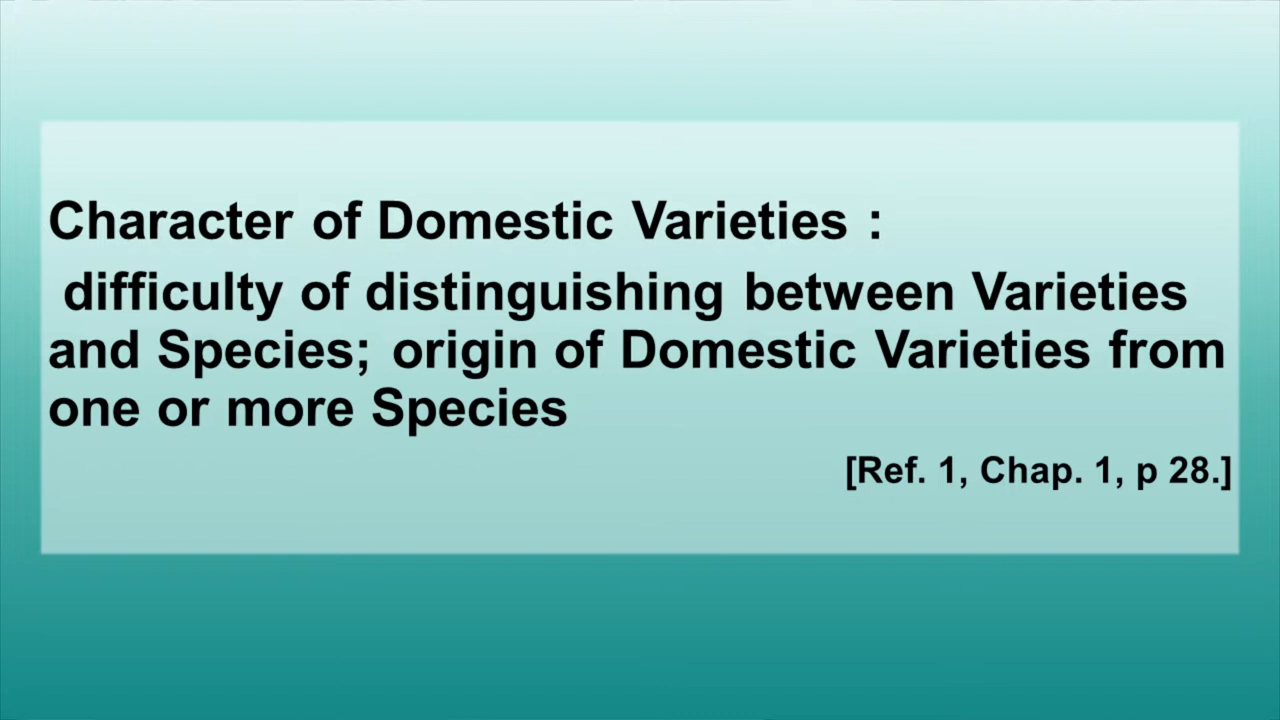 Character of Domestic Varieties :
difficulty of distinguishing between Varieties
and Species; origin of Domestic Varieties from
one or more Species
[Ref. 1, Chap. 1, p 28.]